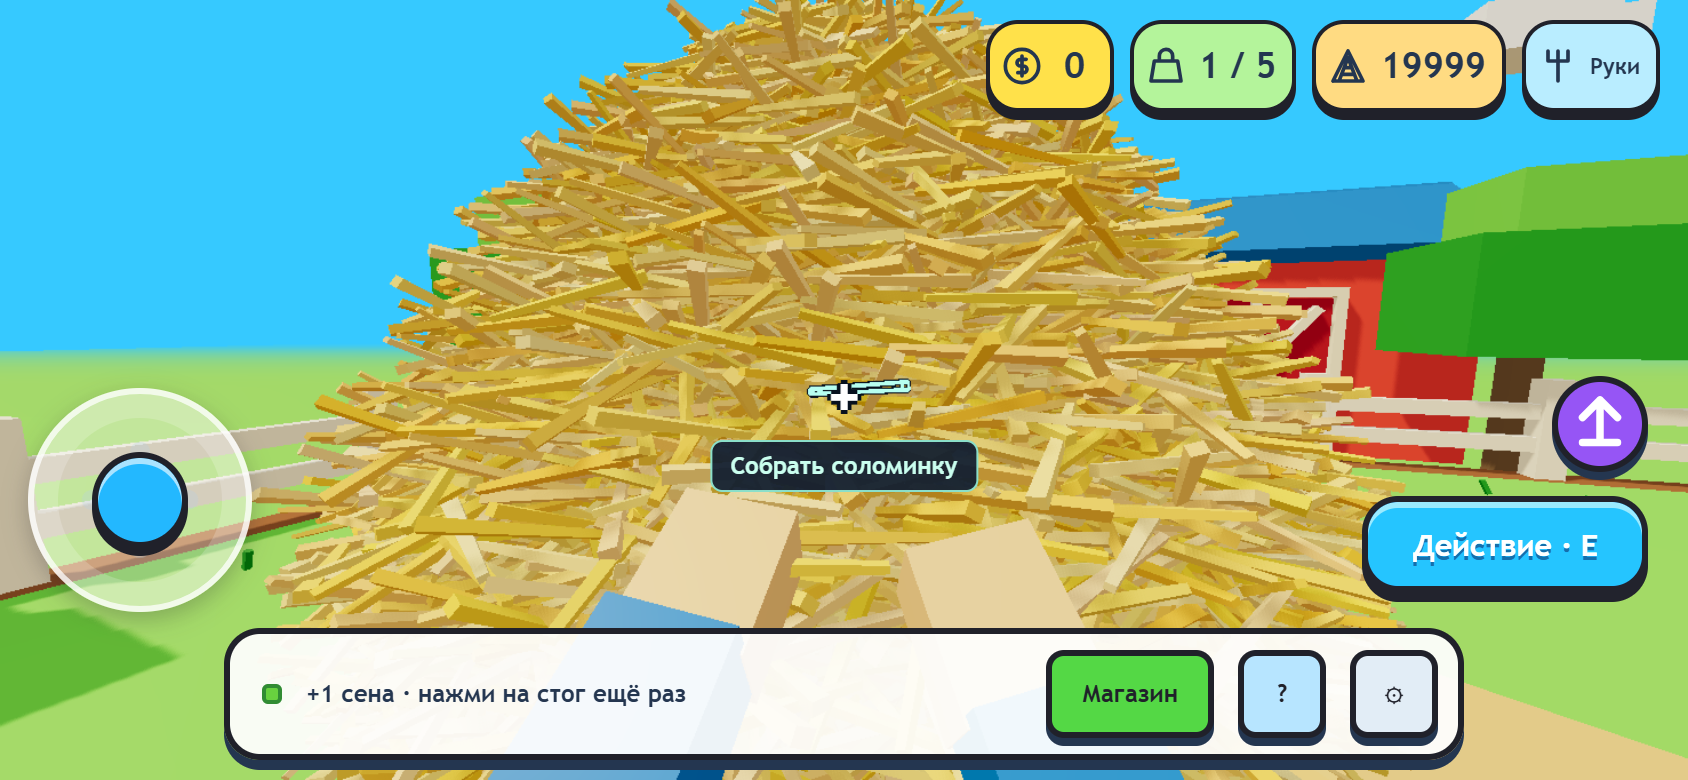 0
1 / 5
19999
Руки
Собрать соломинку
Действие · E
+1 сена · нажми на стог ещё раз
Магазин
?